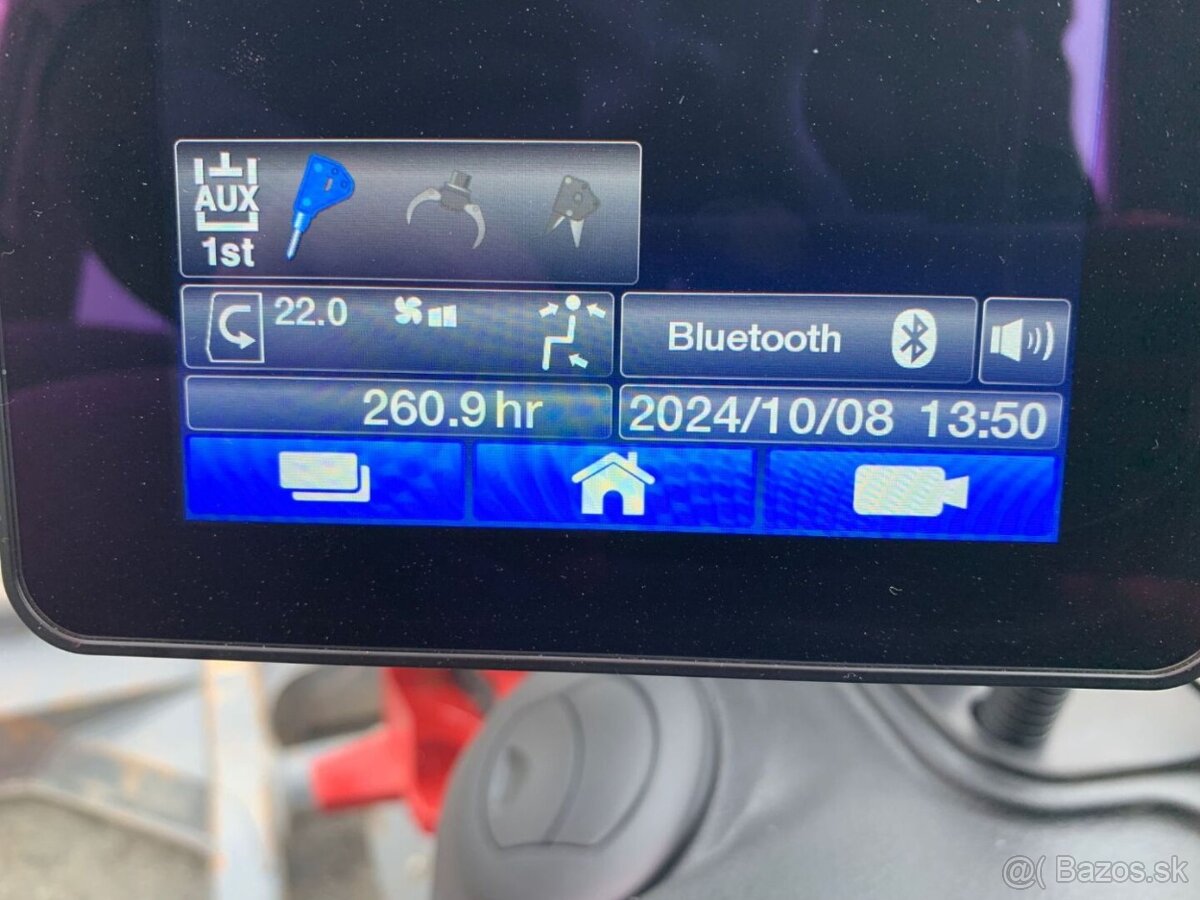 AUX
1st
22.0
Bluetooth
260.9 hr
2024/10/08 13:50
@( Bazos.sk